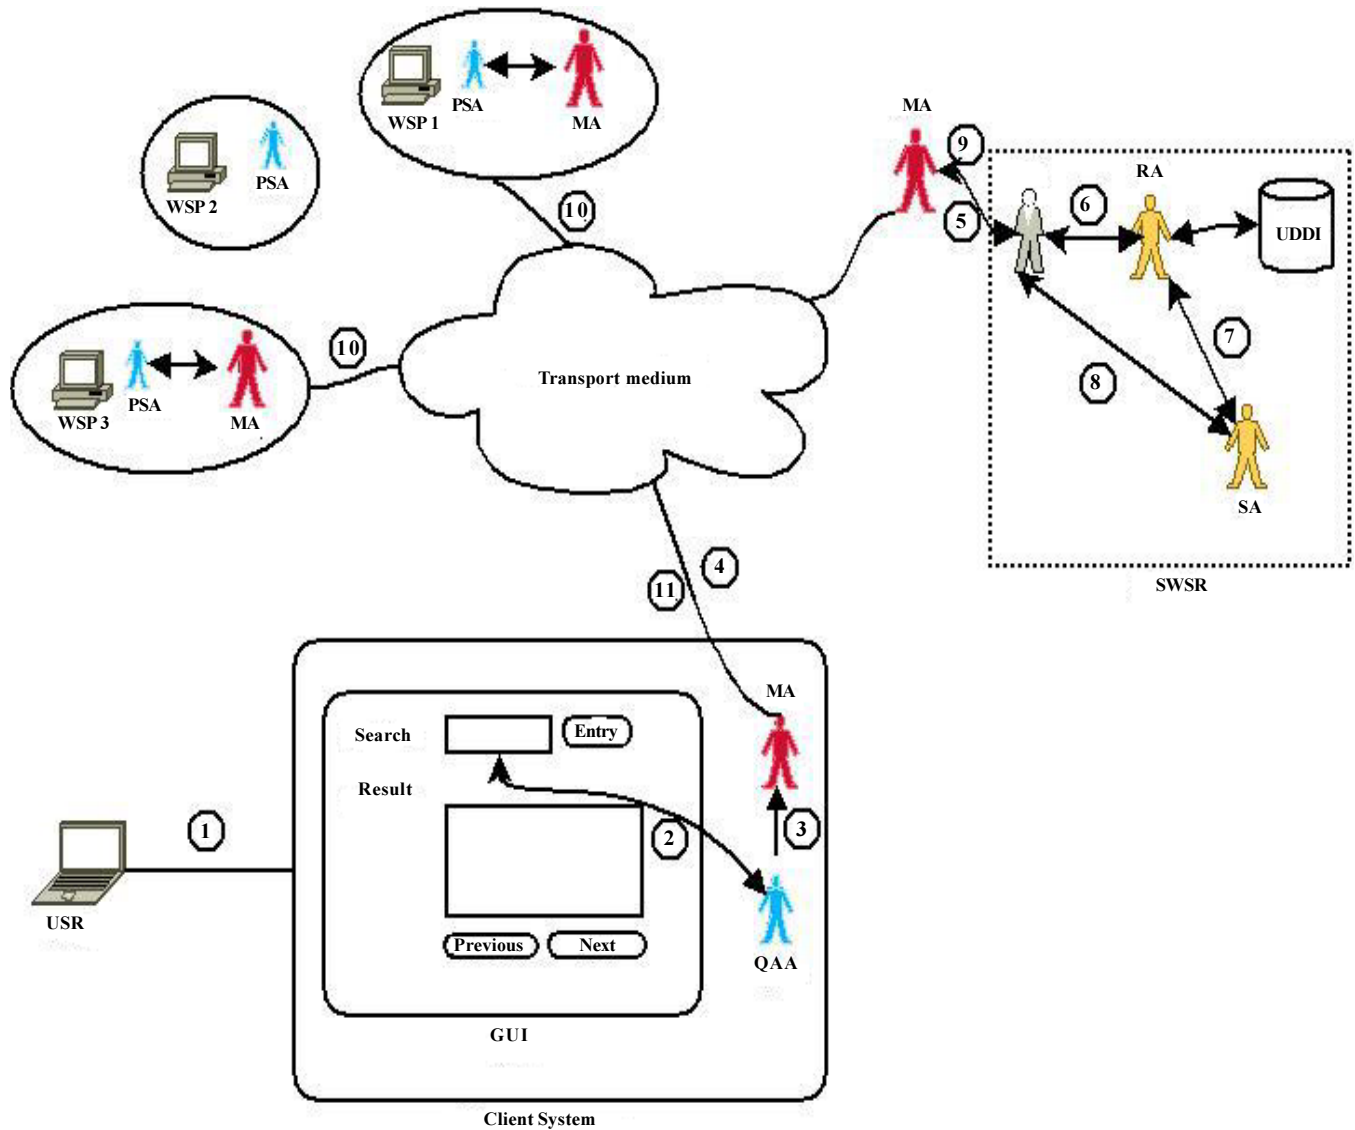 PSA
WSP 1
MA
PSA
WSP 2
10
MA
9
5
6
RA
UDDI
7
8
SA
SWSR
PSA
WSP 3
MA
10
Transport medium
4
11
MA
Search
Entry
Result
1
2
3
USR
Previous
Next
QAA
GUI
Client System